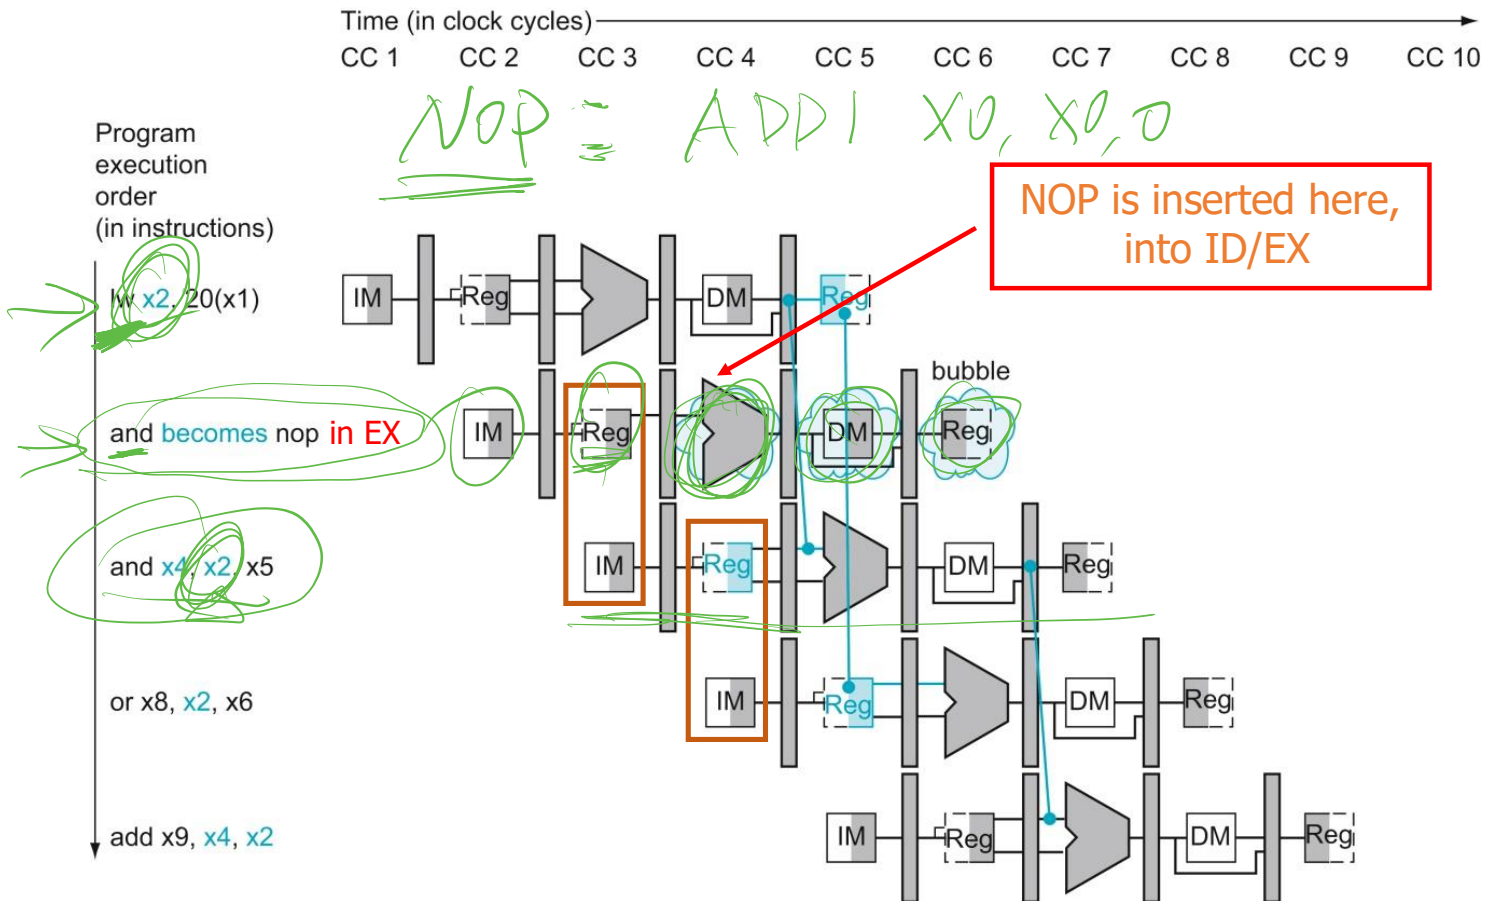 Time (in clock cycles)
CC 1 CC 2 CC 3 CC 4 CC 5 CC 6 CC 7 CC 8 CC 9 CC 10
NOP ≡ ADDI X0, X0, 0
Program
execution
order
(in instructions)
NOP is inserted here,
into ID/EX
lw x2, 20(x1)
IM Reg DM Reg
bubble
and becomes nop in EX
IM Reg DM Reg
and x4, x2, x5
IM Reg DM Reg
or x8, x2, x6
IM Reg DM Reg
add x9, x4, x2
IM Reg DM Reg